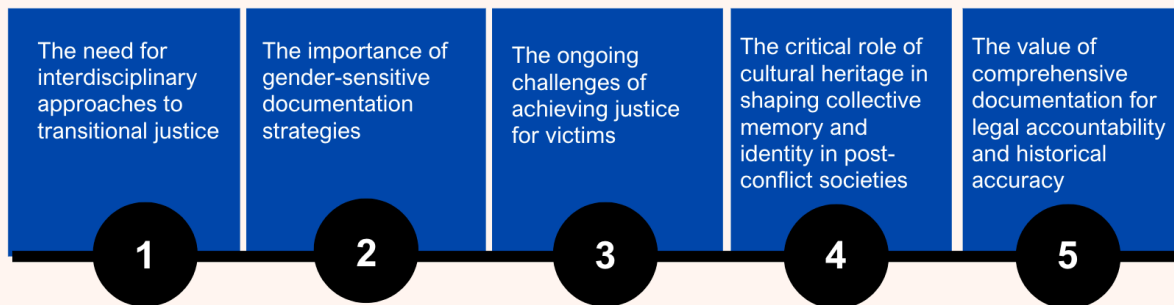 The need for
interdisciplinary
approaches to
transitional justice
The importance of
gender-sensitive
documentation
strategies
The ongoing
challenges of
achieving justice
for victims
The critical role of
cultural heritage in
shaping collective
memory and
identity in post-
conflict societies
The value of
comprehensive
documentation for
legal accountability
and historical
accuracy
1
2
3
4
5